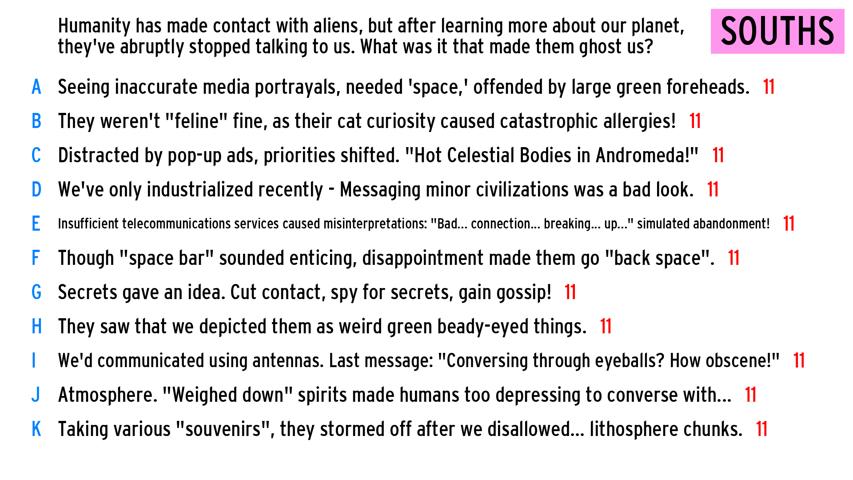 Humanity has made contact with aliens, but after learning more about our planet,
they've abruptly stopped talking to us. What was it that made them ghost us?
SOUTHS
A Seeing inaccurate media portrayals, needed 'space,' offended by large green foreheads. 11
B They weren't "feline" fine, as their cat curiosity caused catastrophic allergies! 11
C Distracted by pop-up ads, priorities shifted. "Hot Celestial Bodies in Andromeda!" 11
D We've only industrialized recently - Messaging minor civilizations was a bad look. 11
E Insufficient telecommunications services caused misinterpretations: "Bad... connection... breaking... up..." simulated abandonment! 11
F Though "space bar" sounded enticing, disappointment made them go "back space". 11
G Secrets gave an idea. Cut contact, spy for secrets, gain gossip! 11
H They saw that we depicted them as weird green beady-eyed things. 11
I We'd communicated using antennas. Last message: "Conversing through eyeballs? How obscene!" 11
J Atmosphere. "Weighed down" spirits made humans too depressing to converse with... 11
K Taking various "souvenirs", they stormed off after we disallowed... lithosphere chunks. 11